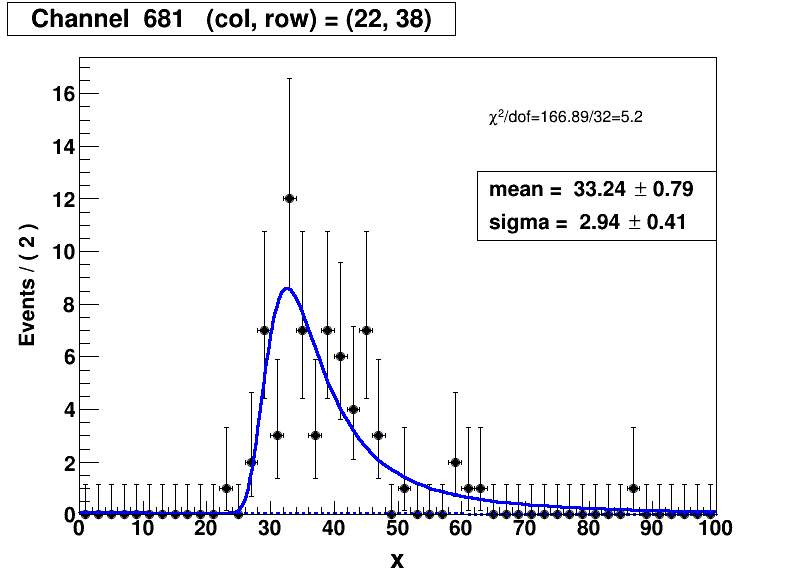 Channel  681   (col, row) = (22, 38)
χ²/dof=166.89/32=5.2
mean =  33.24 ± 0.79
sigma =  2.94 ± 0.41
Events / ( 2 )
16
14
12
10
8
6
4
2
0
0 10 20 30 40 50 60 70 80 90 100
x